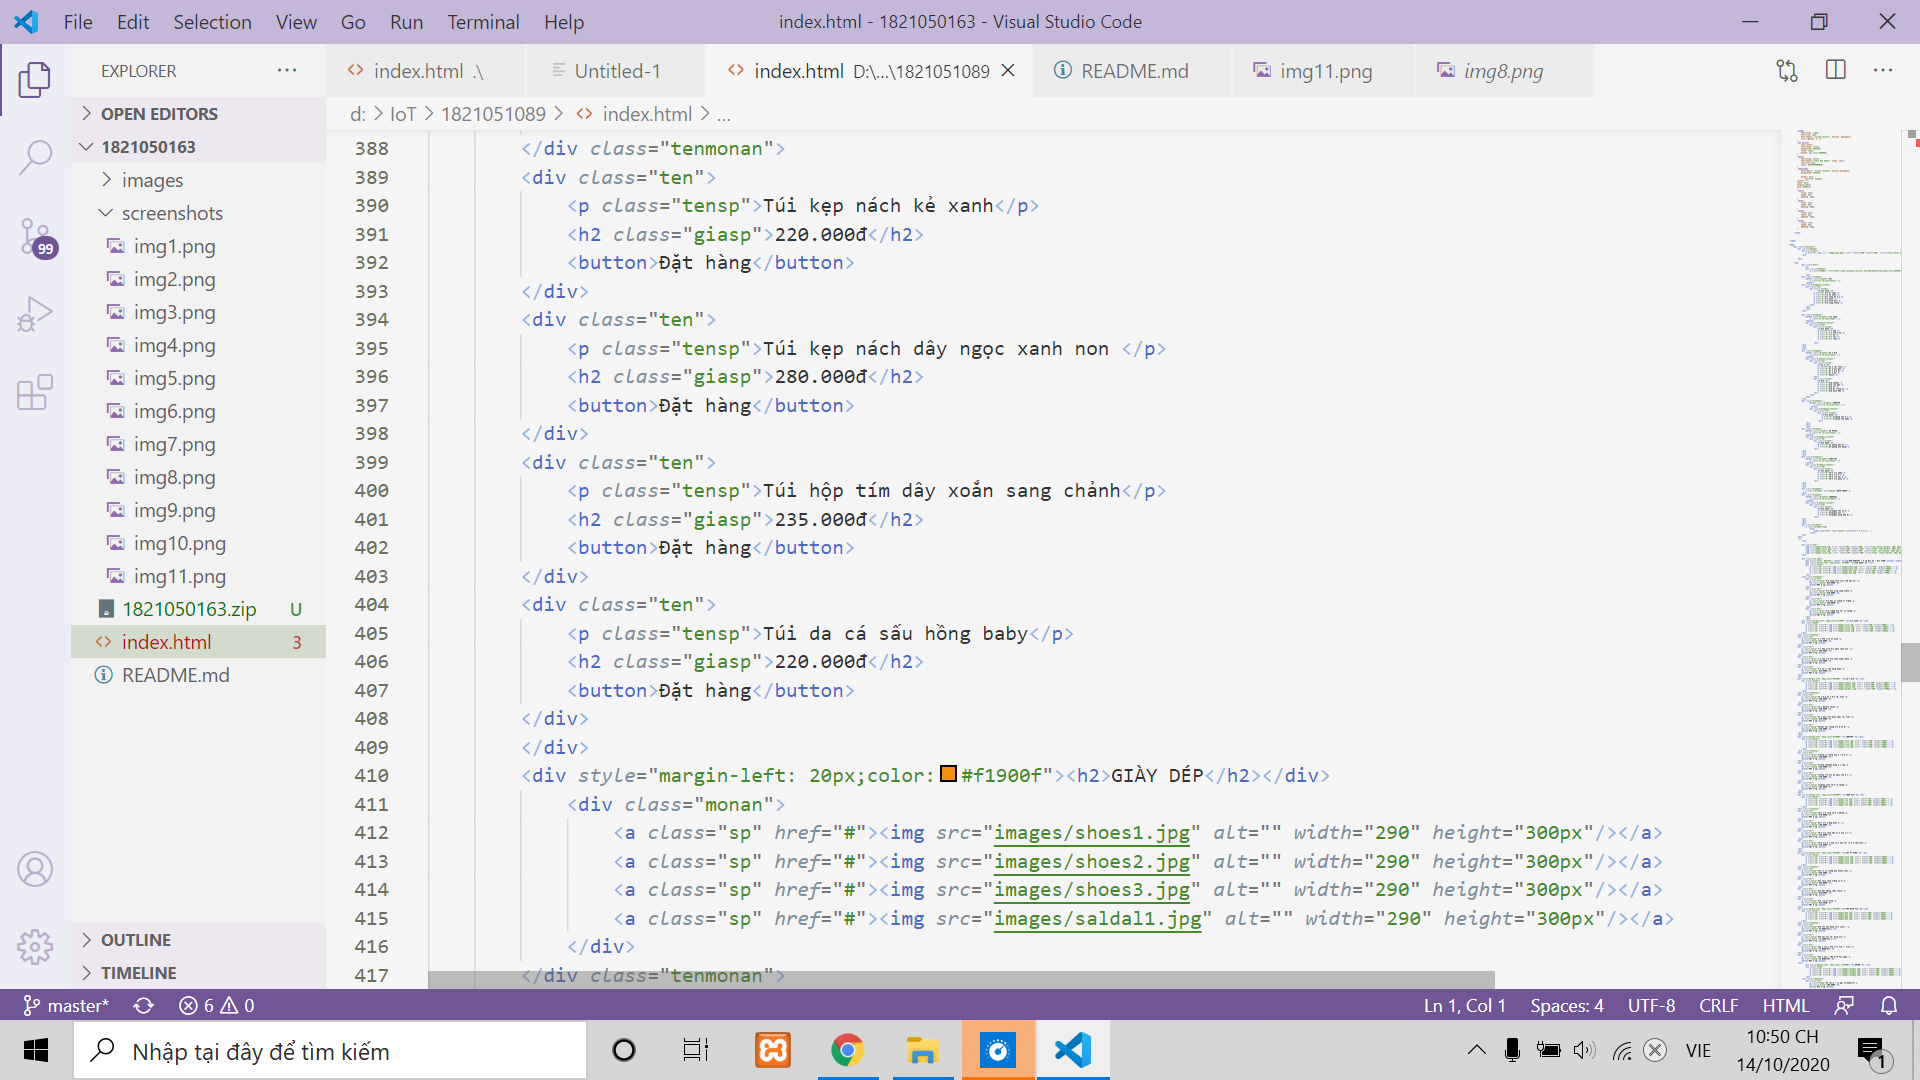 File Edit Selection View Go Run Terminal Help
index.html - 1821050163 - Visual Studio Code
EXPLORER
index.html .\
Untitled-1
index.html D:\...\1821051089
README.md
img11.png
img8.png
OPEN EDITORS
d: > IoT > 1821051089 > index.html > ...
1821050163
images
screenshots
img1.png
img2.png
img3.png
img4.png
img5.png
img6.png
img7.png
img8.png
img9.png
img10.png
img11.png
1821050163.zip U
index.html 3
README.md
OUTLINE
TIMELINE
99
388 </div class="tenmonan">
389 <div class="ten">
390 <p class="tensp">Túi kẹp nách kẻ xanh</p>
391 <h2 class="giasp">220.000đ</h2>
392 <button>Đặt hàng</button>
393 </div>
394 <div class="ten">
395 <p class="tensp">Túi kẹp nách dây ngọc xanh non </p>
396 <h2 class="giasp">280.000đ</h2>
397 <button>Đặt hàng</button>
398 </div>
399 <div class="ten">
400 <p class="tensp">Túi hộp tím dây xoắn sang chảnh</p>
401 <h2 class="giasp">235.000đ</h2>
402 <button>Đặt hàng</button>
403 </div>
404 <div class="ten">
405 <p class="tensp">Túi da cá sấu hồng baby</p>
406 <h2 class="giasp">220.000đ</h2>
407 <button>Đặt hàng</button>
408 </div>
409 </div>
410 <div style="margin-left: 20px;color:#f1900f"><h2>GIÀY DÉP</h2></div>
411 <div class="monan">
412 <a class="sp" href="#"><img src="images/shoes1.jpg" alt="" width="290" height="300px"/></a>
413 <a class="sp" href="#"><img src="images/shoes2.jpg" alt="" width="290" height="300px"/></a>
414 <a class="sp" href="#"><img src="images/shoes3.jpg" alt="" width="290" height="300px"/></a>
415 <a class="sp" href="#"><img src="images/saldal1.jpg" alt="" width="290" height="300px"/></a>
416 </div>
417 </div class="tenmonan">
master* 6 0
Ln 1, Col 1 Spaces: 4 UTF-8 CRLF HTML
Nhập tại đây để tìm kiếm
VIE
10:50 CH
14/10/2020
1